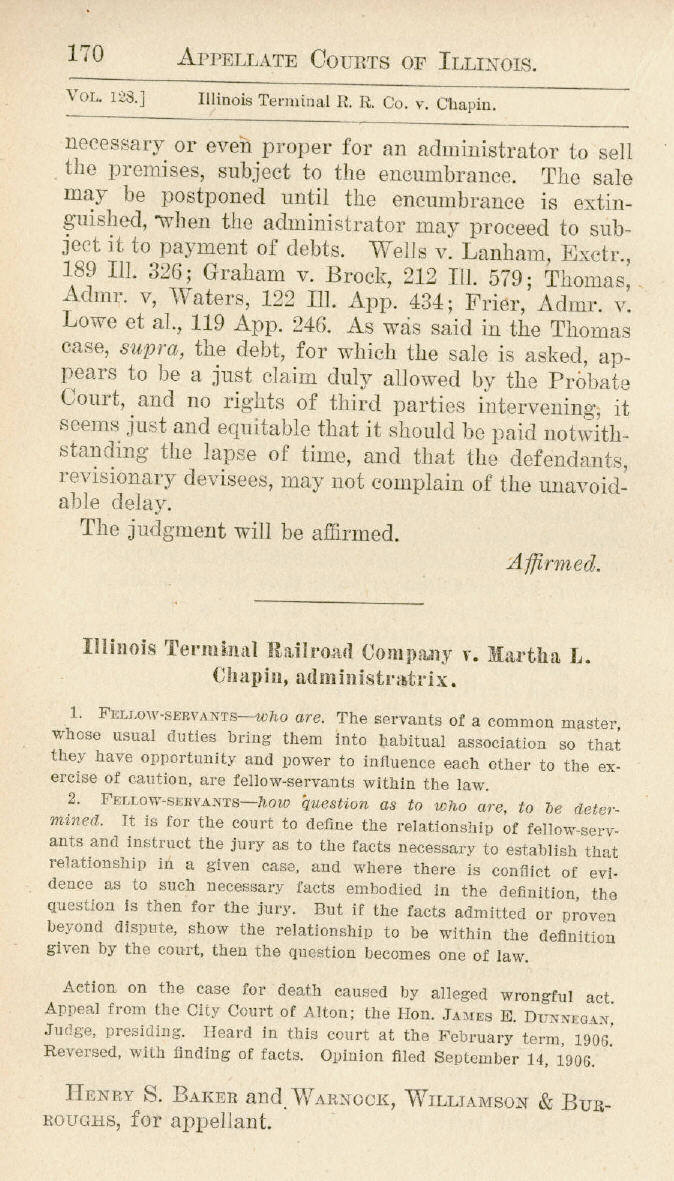 170 APPELLATE COURTS OF ILLINOIS.
VOL. 128.] Illinois Terminal R. R. Co. v. Chapin.
necessary or even proper for an administrator to sell
the premises, subject to the encumbrance. The sale
may be postponed until the encumbrance is extin-
guished, when the administrator may proceed to sub-
ject it to payment of debts. Wells v. Lanham, Exctr.,
189 Ill. 326; Graham v. Brock, 212 Ill. 579; Thomas,
Admr. v, Waters, 122 Ill. App. 434; Frier, Admr. v.
Lowe et al., 119 App. 246. As was said in the Thomas
case, supra, the debt, for which the sale is asked, ap-
pears to be a just claim duly allowed by the Probate
Court, and no rights of third parties intervening, it
seems just and equitable that it should be paid notwith-
standing the lapse of time, and that the defendants,
revisionary devisees, may not complain of the unavoid-
able delay.
The judgment will be affirmed.
Affirmed.
Illinois Terminal Railroad Company v. Martha L.
Chapin, administratrix.
1. FELLOW-SERVANTS—who are. The servants of a common master,
whose usual duties bring them into habitual association so that
they have opportunity and power to influence each other to the ex-
ercise of caution, are fellow-servants within the law.
2. FELLOW-SERVANTS—how question as to who are, to be deter-
mined. It is for the court to define the relationship of fellow-serv-
ants and instruct the jury as to the facts necessary to establish that
relationship in a given case, and where there is conflict of evi-
dence as to such necessary facts embodied in the definition, the
question is then for the jury. But if the facts admitted or proven
beyond dispute, show the relationship to be within the definition
given by the court, then the question becomes one of law.
Action on the case for death caused by alleged wrongful act.
Appeal from the City Court of Alton; the Hon. JAMES E. DUNNEGAN,
Judge, presiding. Heard in this court at the February term, 1906.
Reversed, with finding of facts. Opinion filed September 14, 1906.
HENRY S. BAKER and WARNOCK, WILLIAMSON & BUR-
ROUGHS, for appellant.